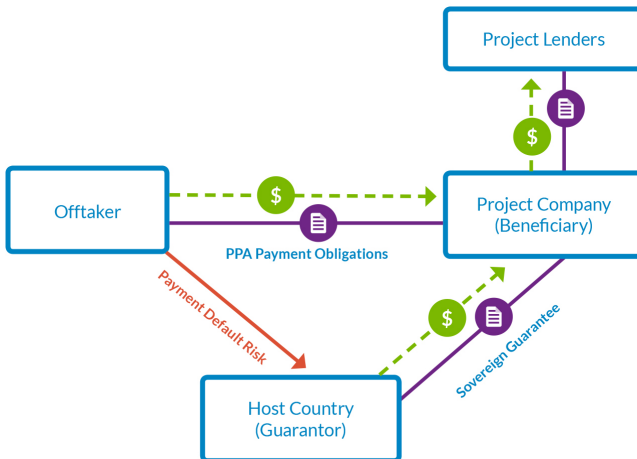 Project Lenders
$
$
Offtaker
Project Company
(Beneficiary)
PPA Payment Obligations
Payment Default Risk
$
Sovereign Guarantee
Host Country
(Guarantor)